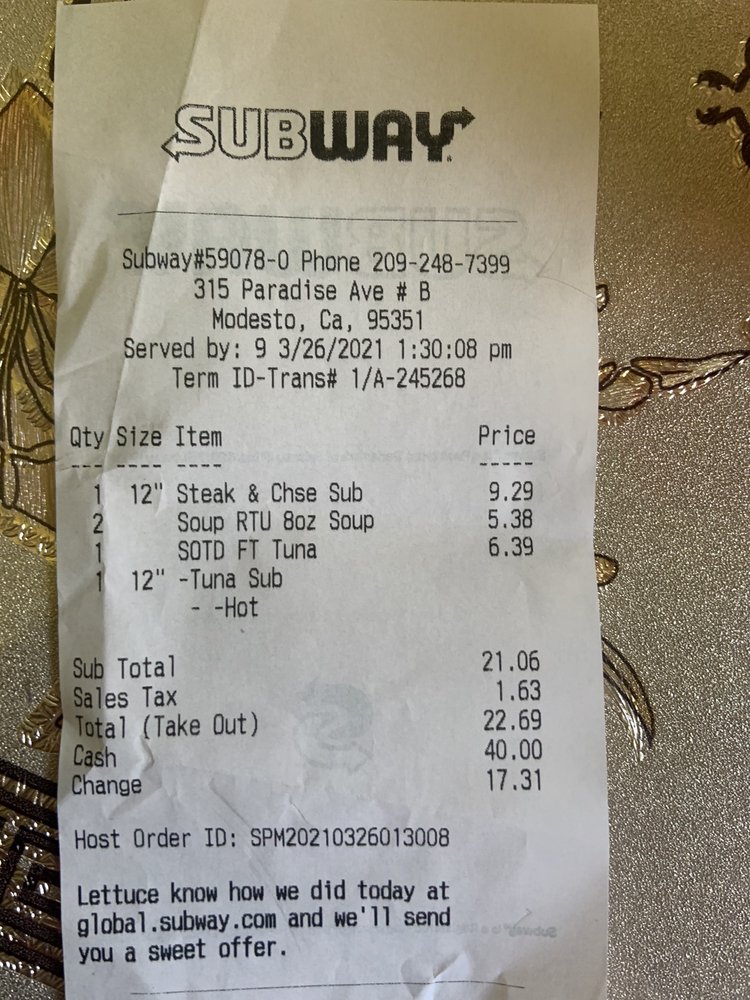 SUBWAY
Subway#59078-0 Phone 209-248-7399
315 Paradise Ave # B
Modesto, Ca, 95351
Served by: 9 3/26/2021 1:30:08 pm
Term ID-Trans# 1/A-245268
Qty Size Item Price
--- ---- ---- -----
1 12" Steak & Chse Sub 9.29
2 Soup RTU 8oz Soup 5.38
1 SOTD FT Tuna 6.39
1 12" -Tuna Sub
- -Hot
Sub Total 21.06
Sales Tax 1.63
Total (Take Out) 22.69
Cash 40.00
Change 17.31
Host Order ID: SPM20210326013008
Lettuce know how we did today at
global.subway.com and we'll send
you a sweet offer.